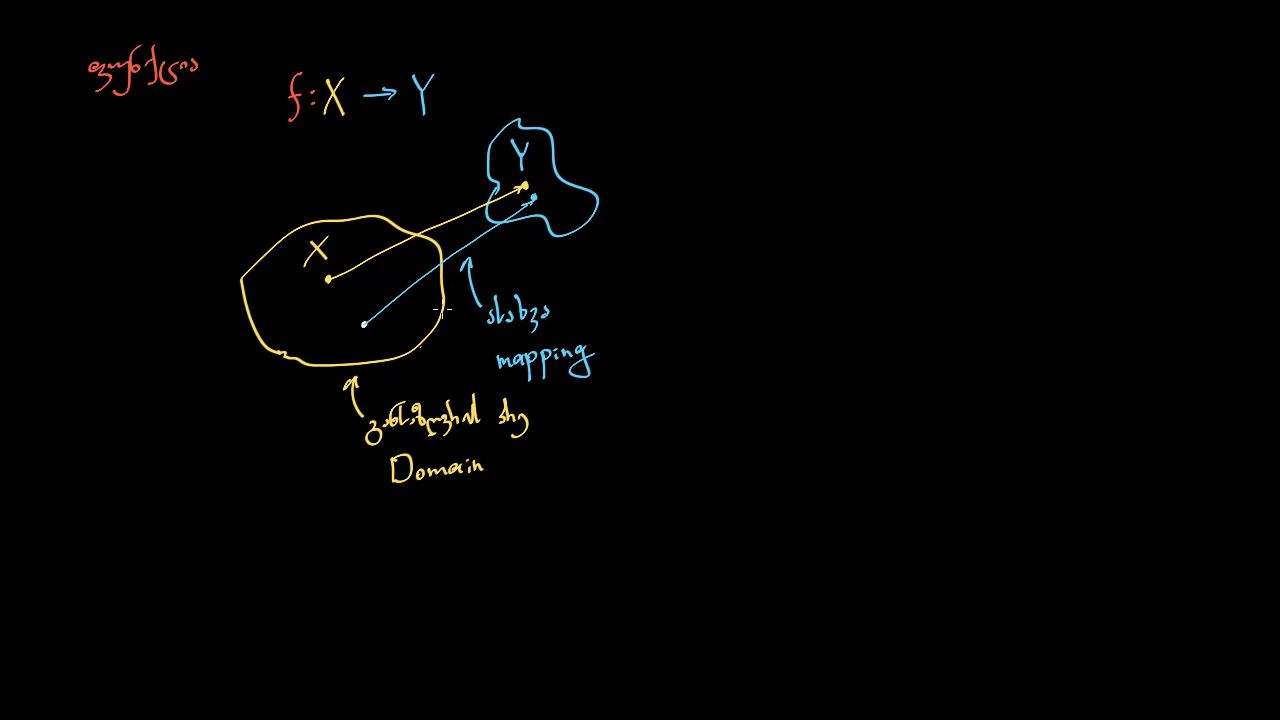 ფუნქცია
f: X → Y
Y
X
ასახვა
mapping
განსაზღვრის არე
Domain